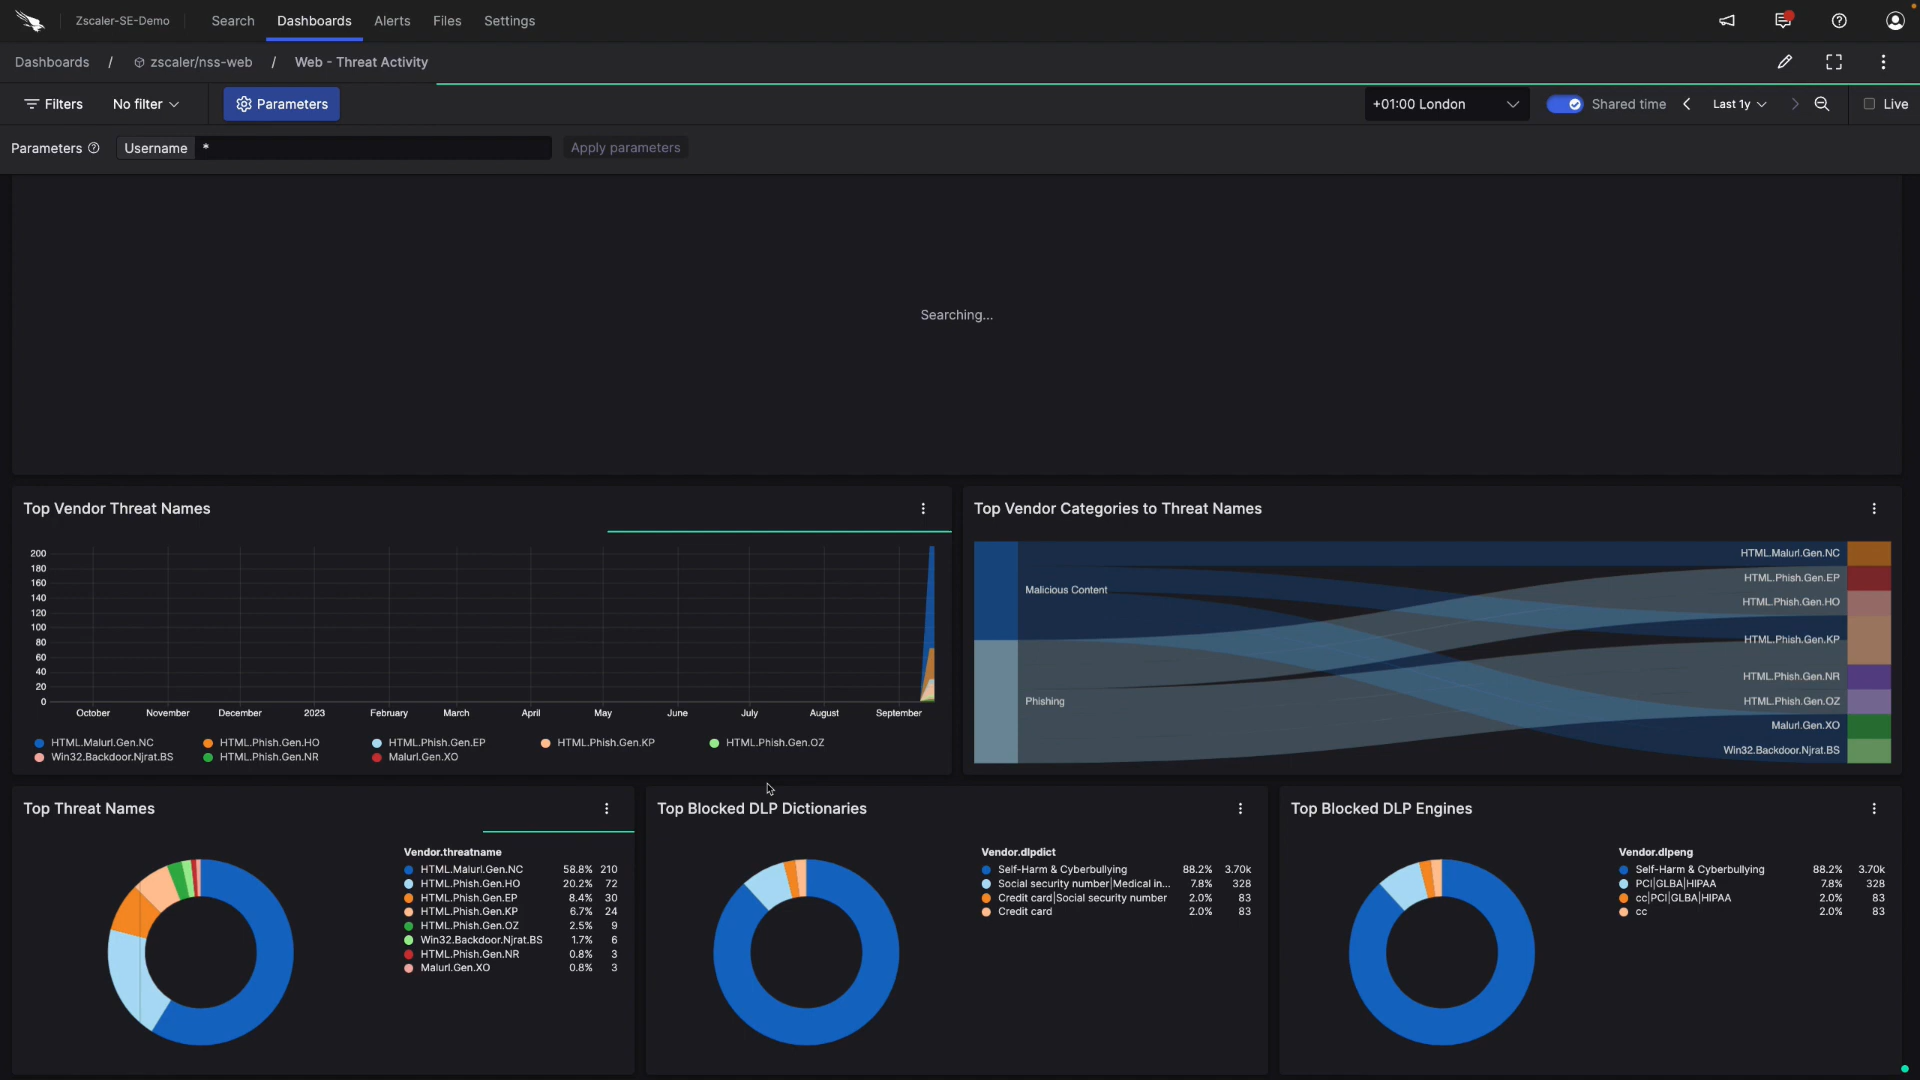 Zscaler-SE-Demo
Search
Dashboards
Alerts
Files
Settings
Dashboards / zscaler/nss-web / Web - Threat Activity
Filters
No filter
Parameters
+01:00 London
Shared time
Last 1y
Live
Parameters
Username
*
Apply parameters
Searching...
Top Vendor Threat Names
200
180
160
140
120
100
80
60
40
20
0
October November December 2023 February March April May June July August September
HTML.Malurl.Gen.NC HTML.Phish.Gen.HO HTML.Phish.Gen.EP HTML.Phish.Gen.KP HTML.Phish.Gen.OZ
Win32.Backdoor.Njrat.BS HTML.Phish.Gen.NR Malurl.Gen.XO
Top Vendor Categories to Threat Names
Malicious Content
Phishing
HTML.Malurl.Gen.NC
HTML.Phish.Gen.EP
HTML.Phish.Gen.HO
HTML.Phish.Gen.KP
HTML.Phish.Gen.NR
HTML.Phish.Gen.OZ
Malurl.Gen.XO
Win32.Backdoor.Njrat.BS
Top Threat Names
Vendor.threatname
HTML.Malurl.Gen.NC 58.8% 210
HTML.Phish.Gen.HO 20.2% 72
HTML.Phish.Gen.EP 8.4% 30
HTML.Phish.Gen.KP 6.7% 24
HTML.Phish.Gen.OZ 2.5% 9
Win32.Backdoor.Njrat.BS 1.7% 6
HTML.Phish.Gen.NR 0.8% 3
Malurl.Gen.XO 0.8% 3
Top Blocked DLP Dictionaries
Vendor.dlpdict
Self-Harm & Cyberbullying 88.2% 3.70k
Social security number|Medical in... 7.8% 328
Credit card|Social security number 2.0% 83
Credit card 2.0% 83
Top Blocked DLP Engines
Vendor.dlpeng
Self-Harm & Cyberbullying 88.2% 3.70k
PCI|GLBA|HIPAA 7.8% 328
cc|PCI|GLBA|HIPAA 2.0% 83
cc 2.0% 83